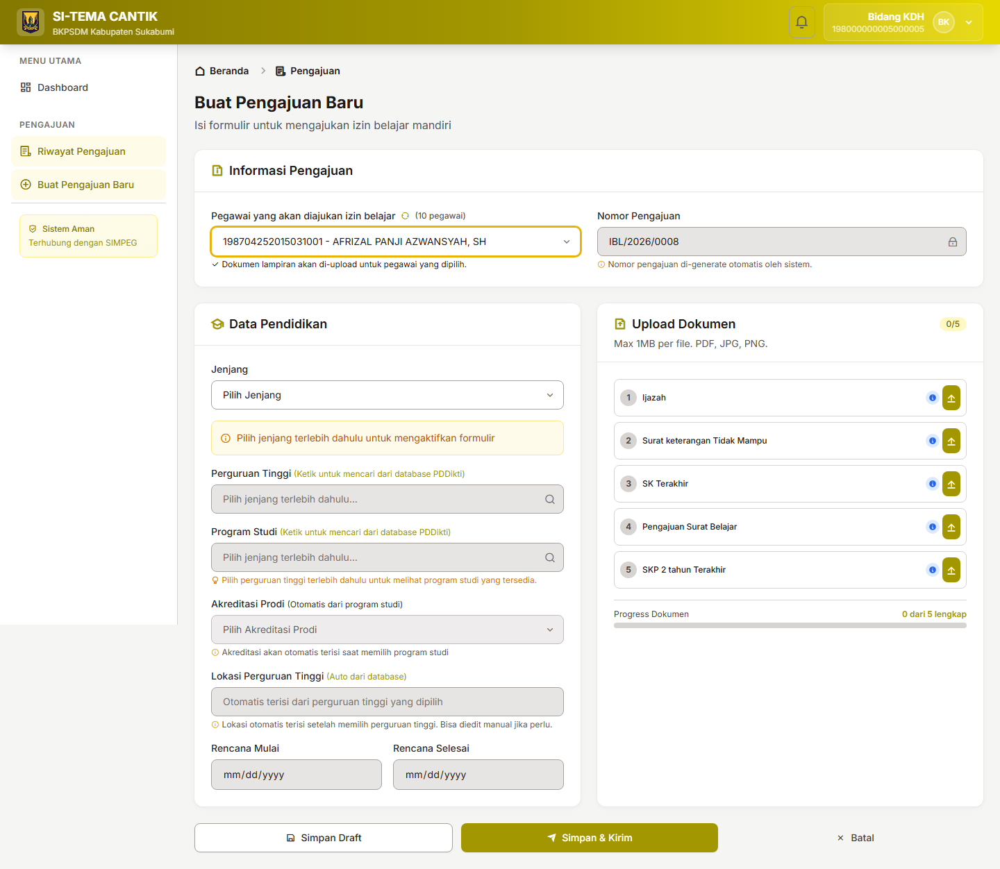 SI-TEMA CANTIK
BKPSDM Kabupaten Sukabumi
Bidang KDH
198000000005000005
BK
MENU UTAMA
Dashboard
PENGAJUAN
Riwayat Pengajuan
Buat Pengajuan Baru
Sistem Aman
Terhubung dengan SIMPEG
Beranda
Pengajuan
Buat Pengajuan Baru
Isi formulir untuk mengajukan izin belajar mandiri
Informasi Pengajuan
Pegawai yang akan diajukan izin belajar (10 pegawai)
198704252015031001 - AFRIZAL PANJI AZWANSYAH, SH
Dokumen lampiran akan di-upload untuk pegawai yang dipilih.
Nomor Pengajuan
IBL/2026/0008
Nomor pengajuan di-generate otomatis oleh sistem.
Data Pendidikan
Jenjang
Pilih Jenjang
Pilih jenjang terlebih dahulu untuk mengaktifkan formulir
Perguruan Tinggi (Ketik untuk mencari dari database PDDikti)
Pilih jenjang terlebih dahulu...
Program Studi (Ketik untuk mencari dari database PDDikti)
Pilih jenjang terlebih dahulu...
Pilih perguruan tinggi terlebih dahulu untuk melihat program studi yang tersedia.
Akreditasi Prodi (Otomatis dari program studi)
Pilih Akreditasi Prodi
Akreditasi akan otomatis terisi saat memilih program studi
Lokasi Perguruan Tinggi (Auto dari database)
Otomatis terisi dari perguruan tinggi yang dipilih
Lokasi otomatis terisi setelah memilih perguruan tinggi. Bisa diedit manual jika perlu.
Rencana Mulai
mm/dd/yyyy
Rencana Selesai
mm/dd/yyyy
Upload Dokumen
0/5
Max 1MB per file. PDF, JPG, PNG.
1 Ijazah
2 Surat keterangan Tidak Mampu
3 SK Terakhir
4 Pengajuan Surat Belajar
5 SKP 2 tahun Terakhir
Progress Dokumen
0 dari 5 lengkap
Simpan Draft
Simpan & Kirim
Batal